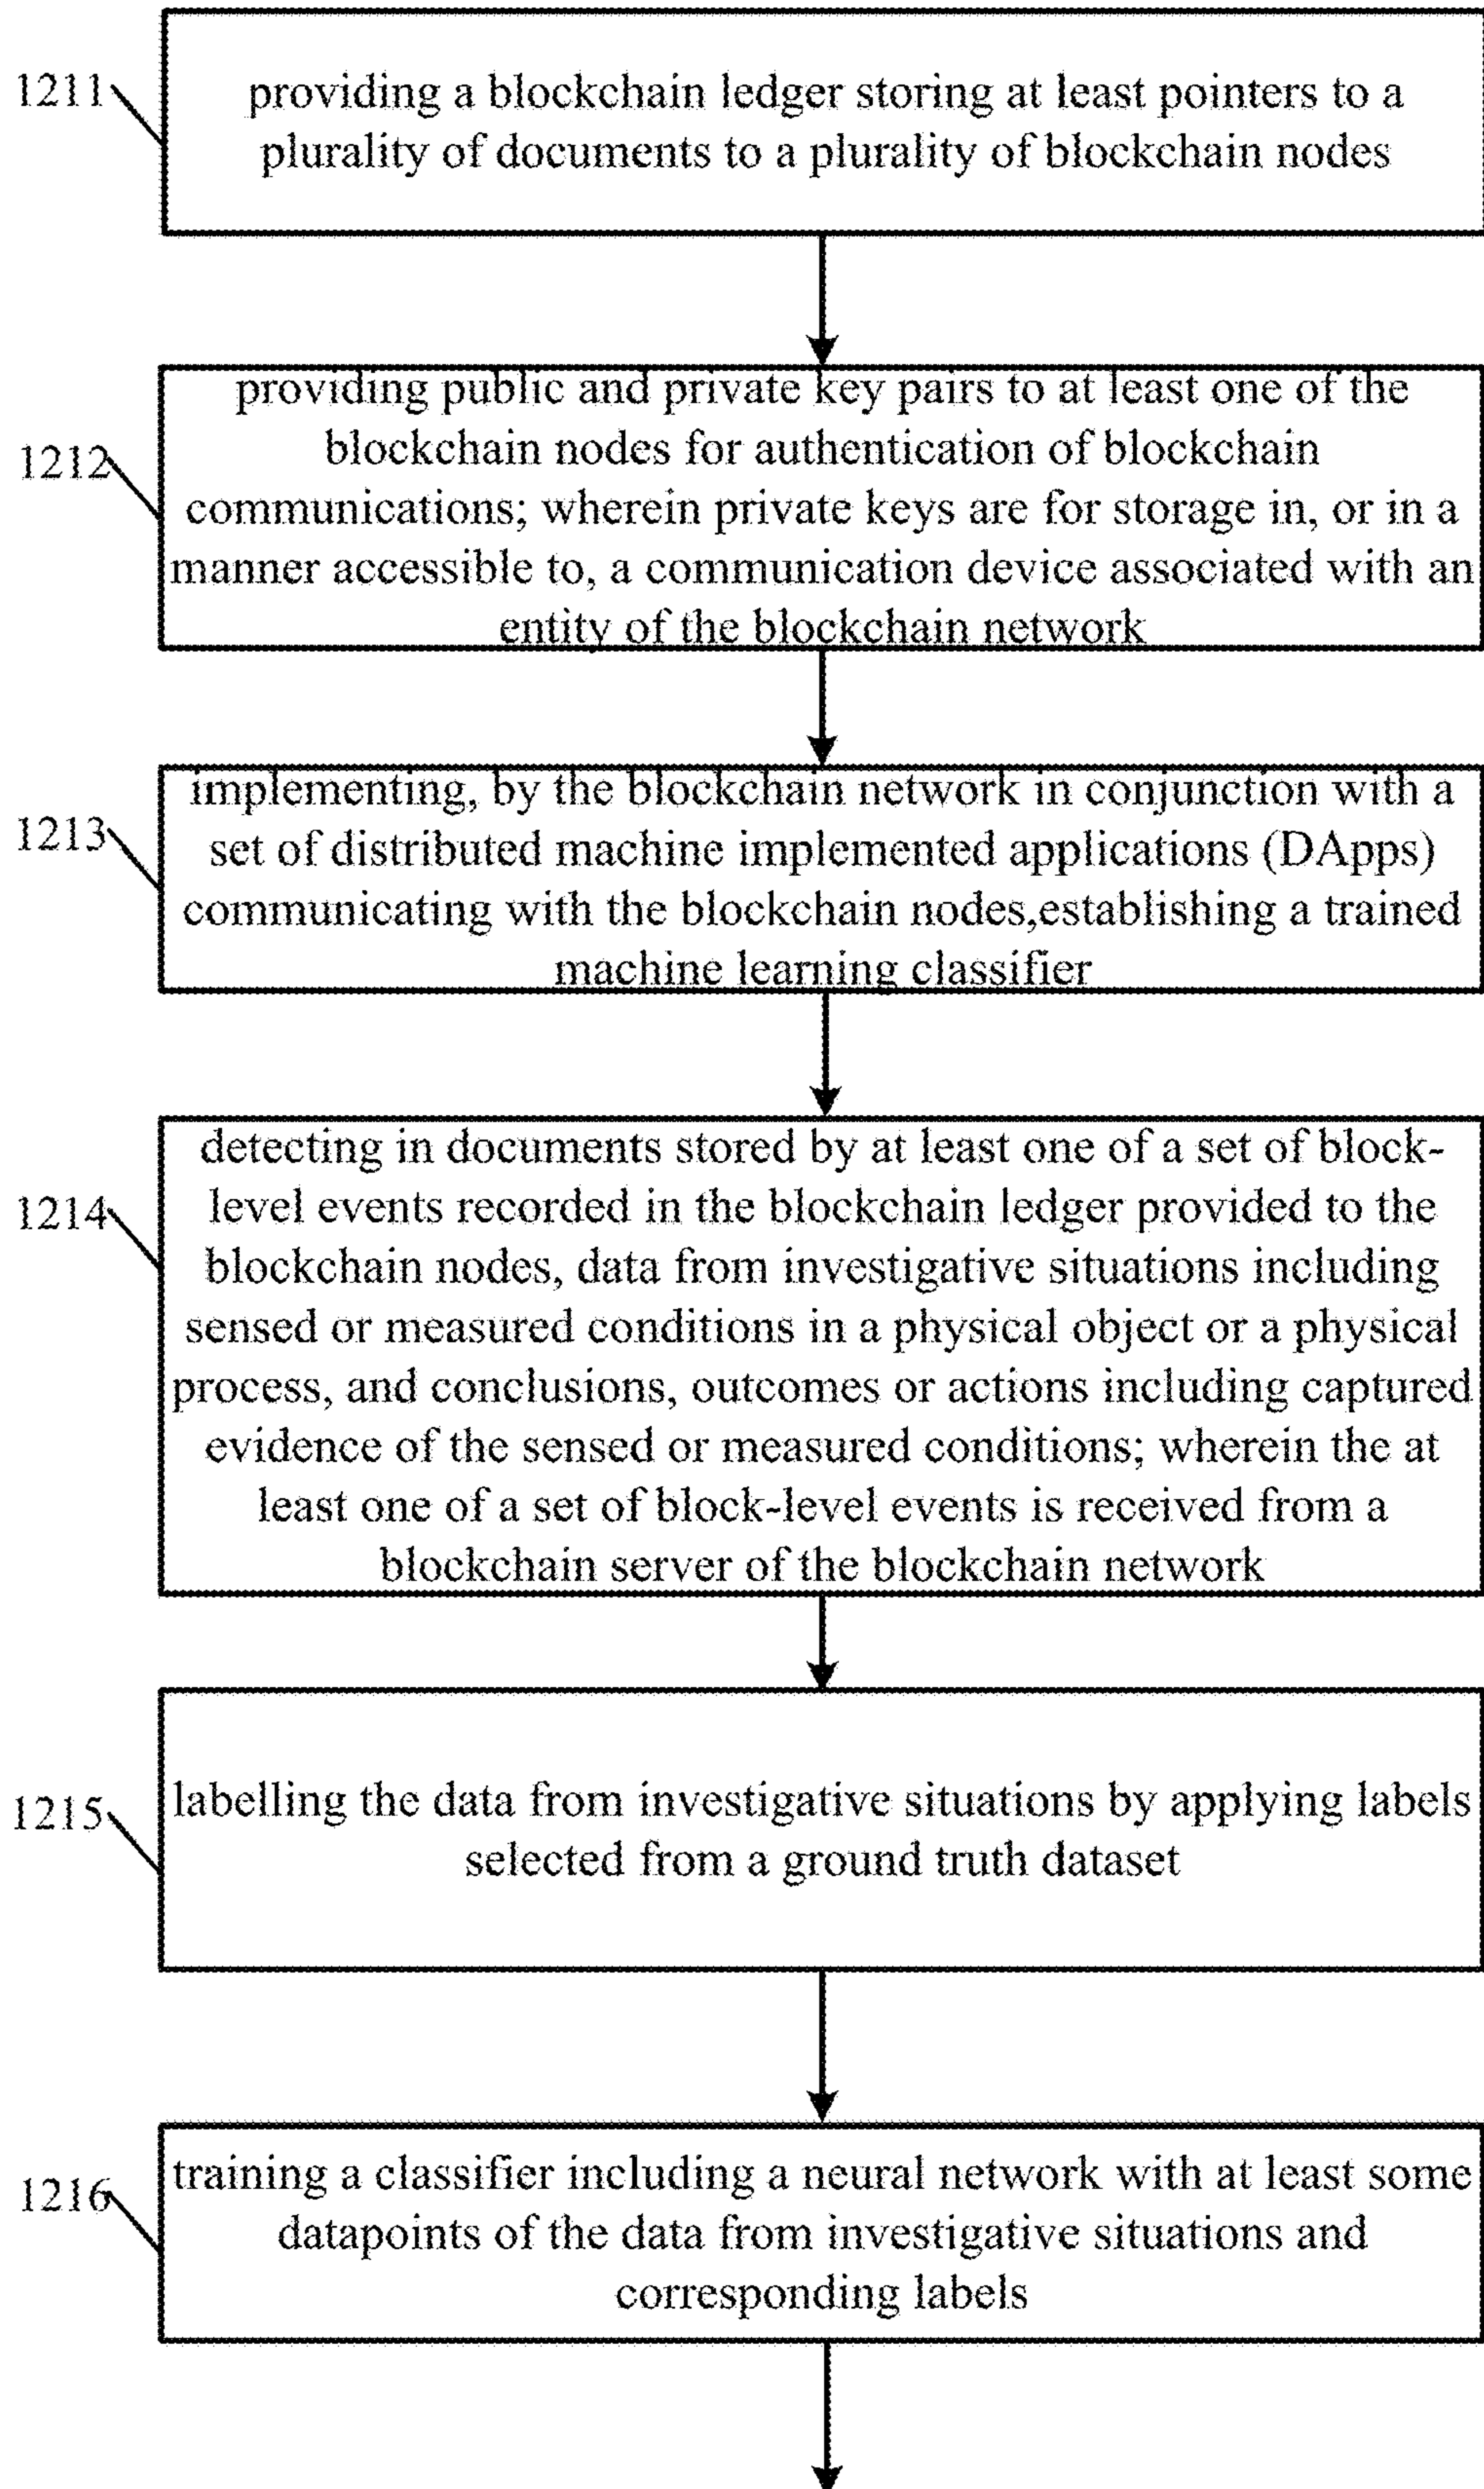 1211
providing a blockchain ledger storing at least pointers to a
plurality of documents to a plurality of blockchain nodes
1212
providing public and private key pairs to at least one of the
blockchain nodes for authentication of blockchain
communications; wherein private keys are for storage in, or in a
manner accessible to, a communication device associated with an
entity of the blockchain network
1213
implementing, by the blockchain network in conjunction with a
set of distributed machine implemented applications (DApps)
communicating with the blockchain nodes,establishing a trained
machine learning classifier
1214
detecting in documents stored by at least one of a set of block-
level events recorded in the blockchain ledger provided to the
blockchain nodes, data from investigative situations including
sensed or measured conditions in a physical object or a physical
process, and conclusions, outcomes or actions including captured
evidence of the sensed or measured conditions; wherein the at
least one of a set of block-level events is received from a
blockchain server of the blockchain network
1215
labelling the data from investigative situations by applying labels
selected from a ground truth dataset
1216
training a classifier including a neural network with at least some
datapoints of the data from investigative situations and
corresponding labels